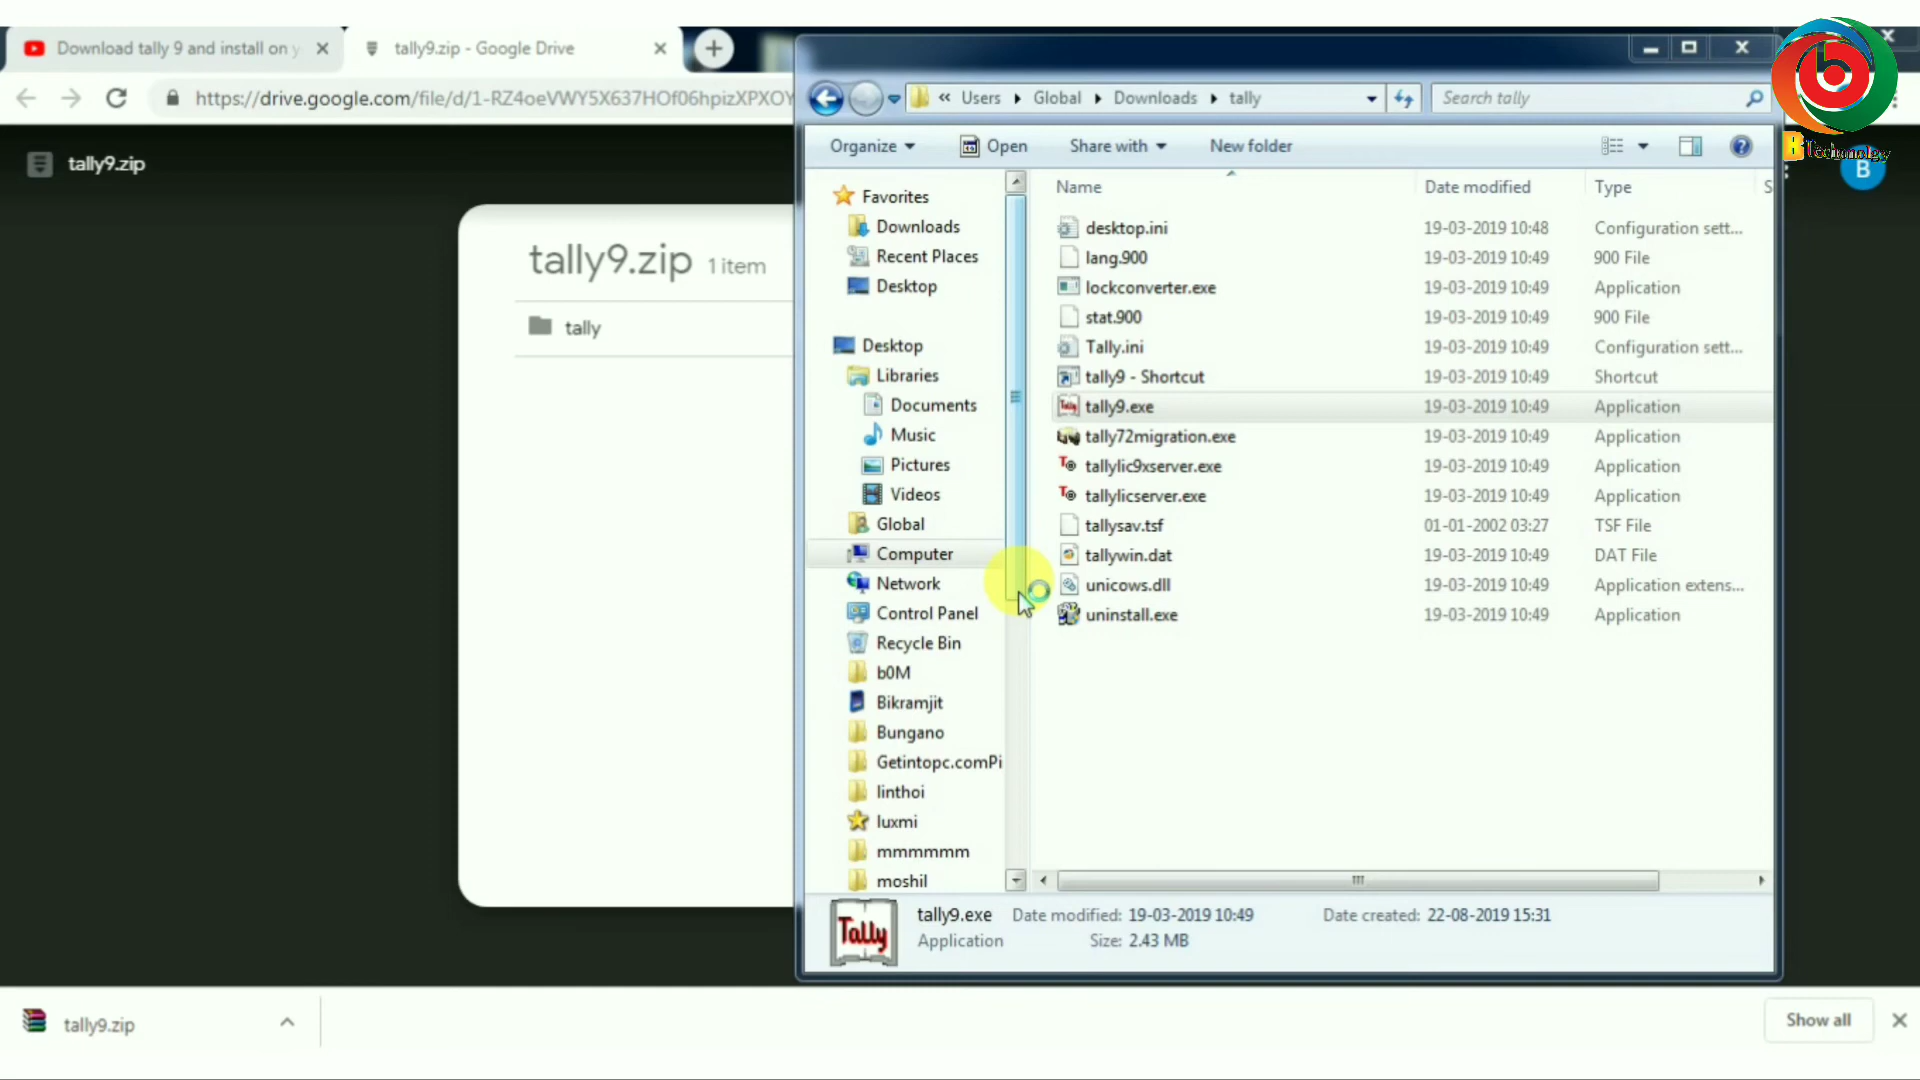 Download tally 9 and install on y
tally9.zip - Google Drive
https://drive.google.com/file/d/1-RZ4oeVWY5X637HOf06hpizXPXOY
tally9.zip
tally9.zip 1 item
tally
« Users Global Downloads tally
Search tally
Organize Open Share with New folder
B Technology
B
Favorites
Downloads
Recent Places
Desktop
Desktop
Libraries
Documents
Music
Pictures
Videos
Global
Computer
Network
Control Panel
Recycle Bin
b0M
Bikramjit
Bungano
Getintopc.comPi
linthoi
luxmi
mmmmmm
moshil
Name Date modified Type S
desktop.ini 19-03-2019 10:48 Configuration sett...
lang.900 19-03-2019 10:49 900 File
lockconverter.exe 19-03-2019 10:49 Application
stat.900 19-03-2019 10:49 900 File
Tally.ini 19-03-2019 10:49 Configuration sett...
tally9 - Shortcut 19-03-2019 10:49 Shortcut
tally9.exe 19-03-2019 10:49 Application
tally72migration.exe 19-03-2019 10:49 Application
tallylic9xserver.exe 19-03-2019 10:49 Application
tallylicserver.exe 19-03-2019 10:49 Application
tallysav.tsf 01-01-2002 03:27 TSF File
tallywin.dat 19-03-2019 10:49 DAT File
unicows.dll 19-03-2019 10:49 Application extens...
uninstall.exe 19-03-2019 10:49 Application
Tally
tally9.exe Date modified: 19-03-2019 10:49 Date created: 22-08-2019 15:31
Application Size: 2.43 MB
tally9.zip
Show all